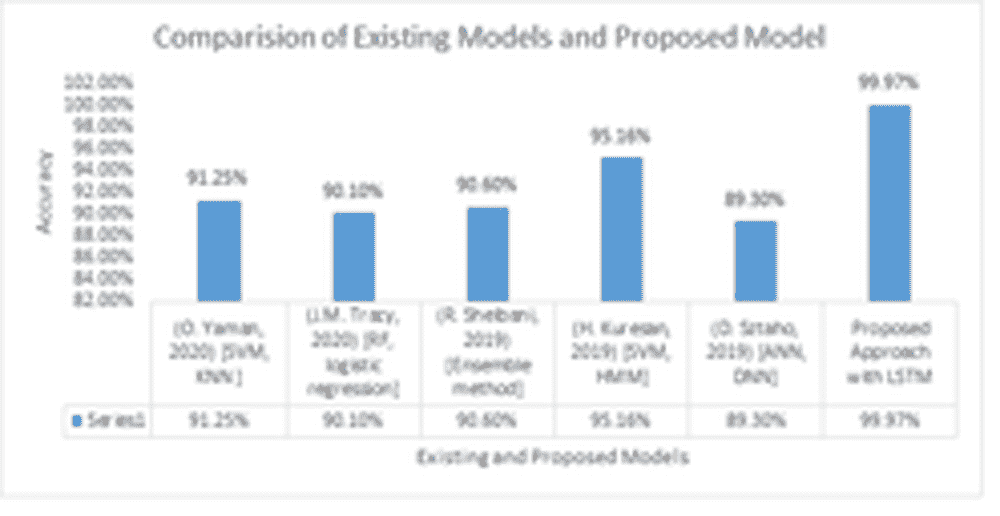 Comparision of Existing Models and Proposed Model
102.00%
100.00%
98.00%
96.00%
94.00%
92.00%
90.00%
88.00%
86.00%
84.00%
82.00%
Accuracy
91.25%
90.10%
90.60%
95.16%
89.30%
99.97%
(O. Yaman,
2020) [SVM,
KNN]
(J.M. Tracy,
2020) [RF,
logistic
regression]
(R. Sheibani,
2019)
[Ensemble
method]
(H. Kuresan,
2019) [SVM,
HMM]
(D. Sztaho,
2019) [ANN,
DNN]
Proposed
Approach
with LSTM
Series1 91.25% 90.10% 90.60% 95.16% 89.30% 99.97%
Existing and Proposed Models